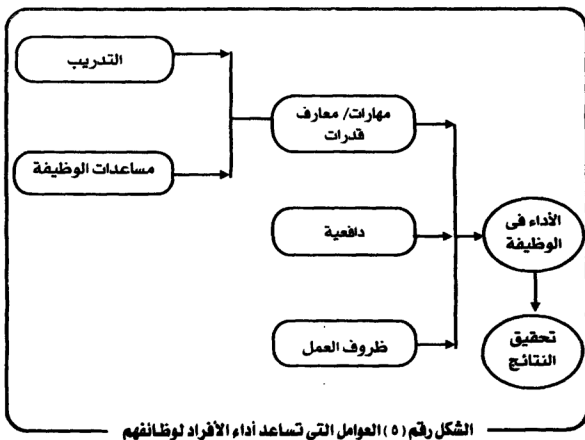 التدريب
مساعدات الوظيفة
مهارات/ معارف
قدرات
دافعية
ظروف العمل
الأداء فى
الوظيفة
تحقيق
النتائج
الشكل رقم (٥) العوامل التي تساعد أداء الأفراد لوظائفهم